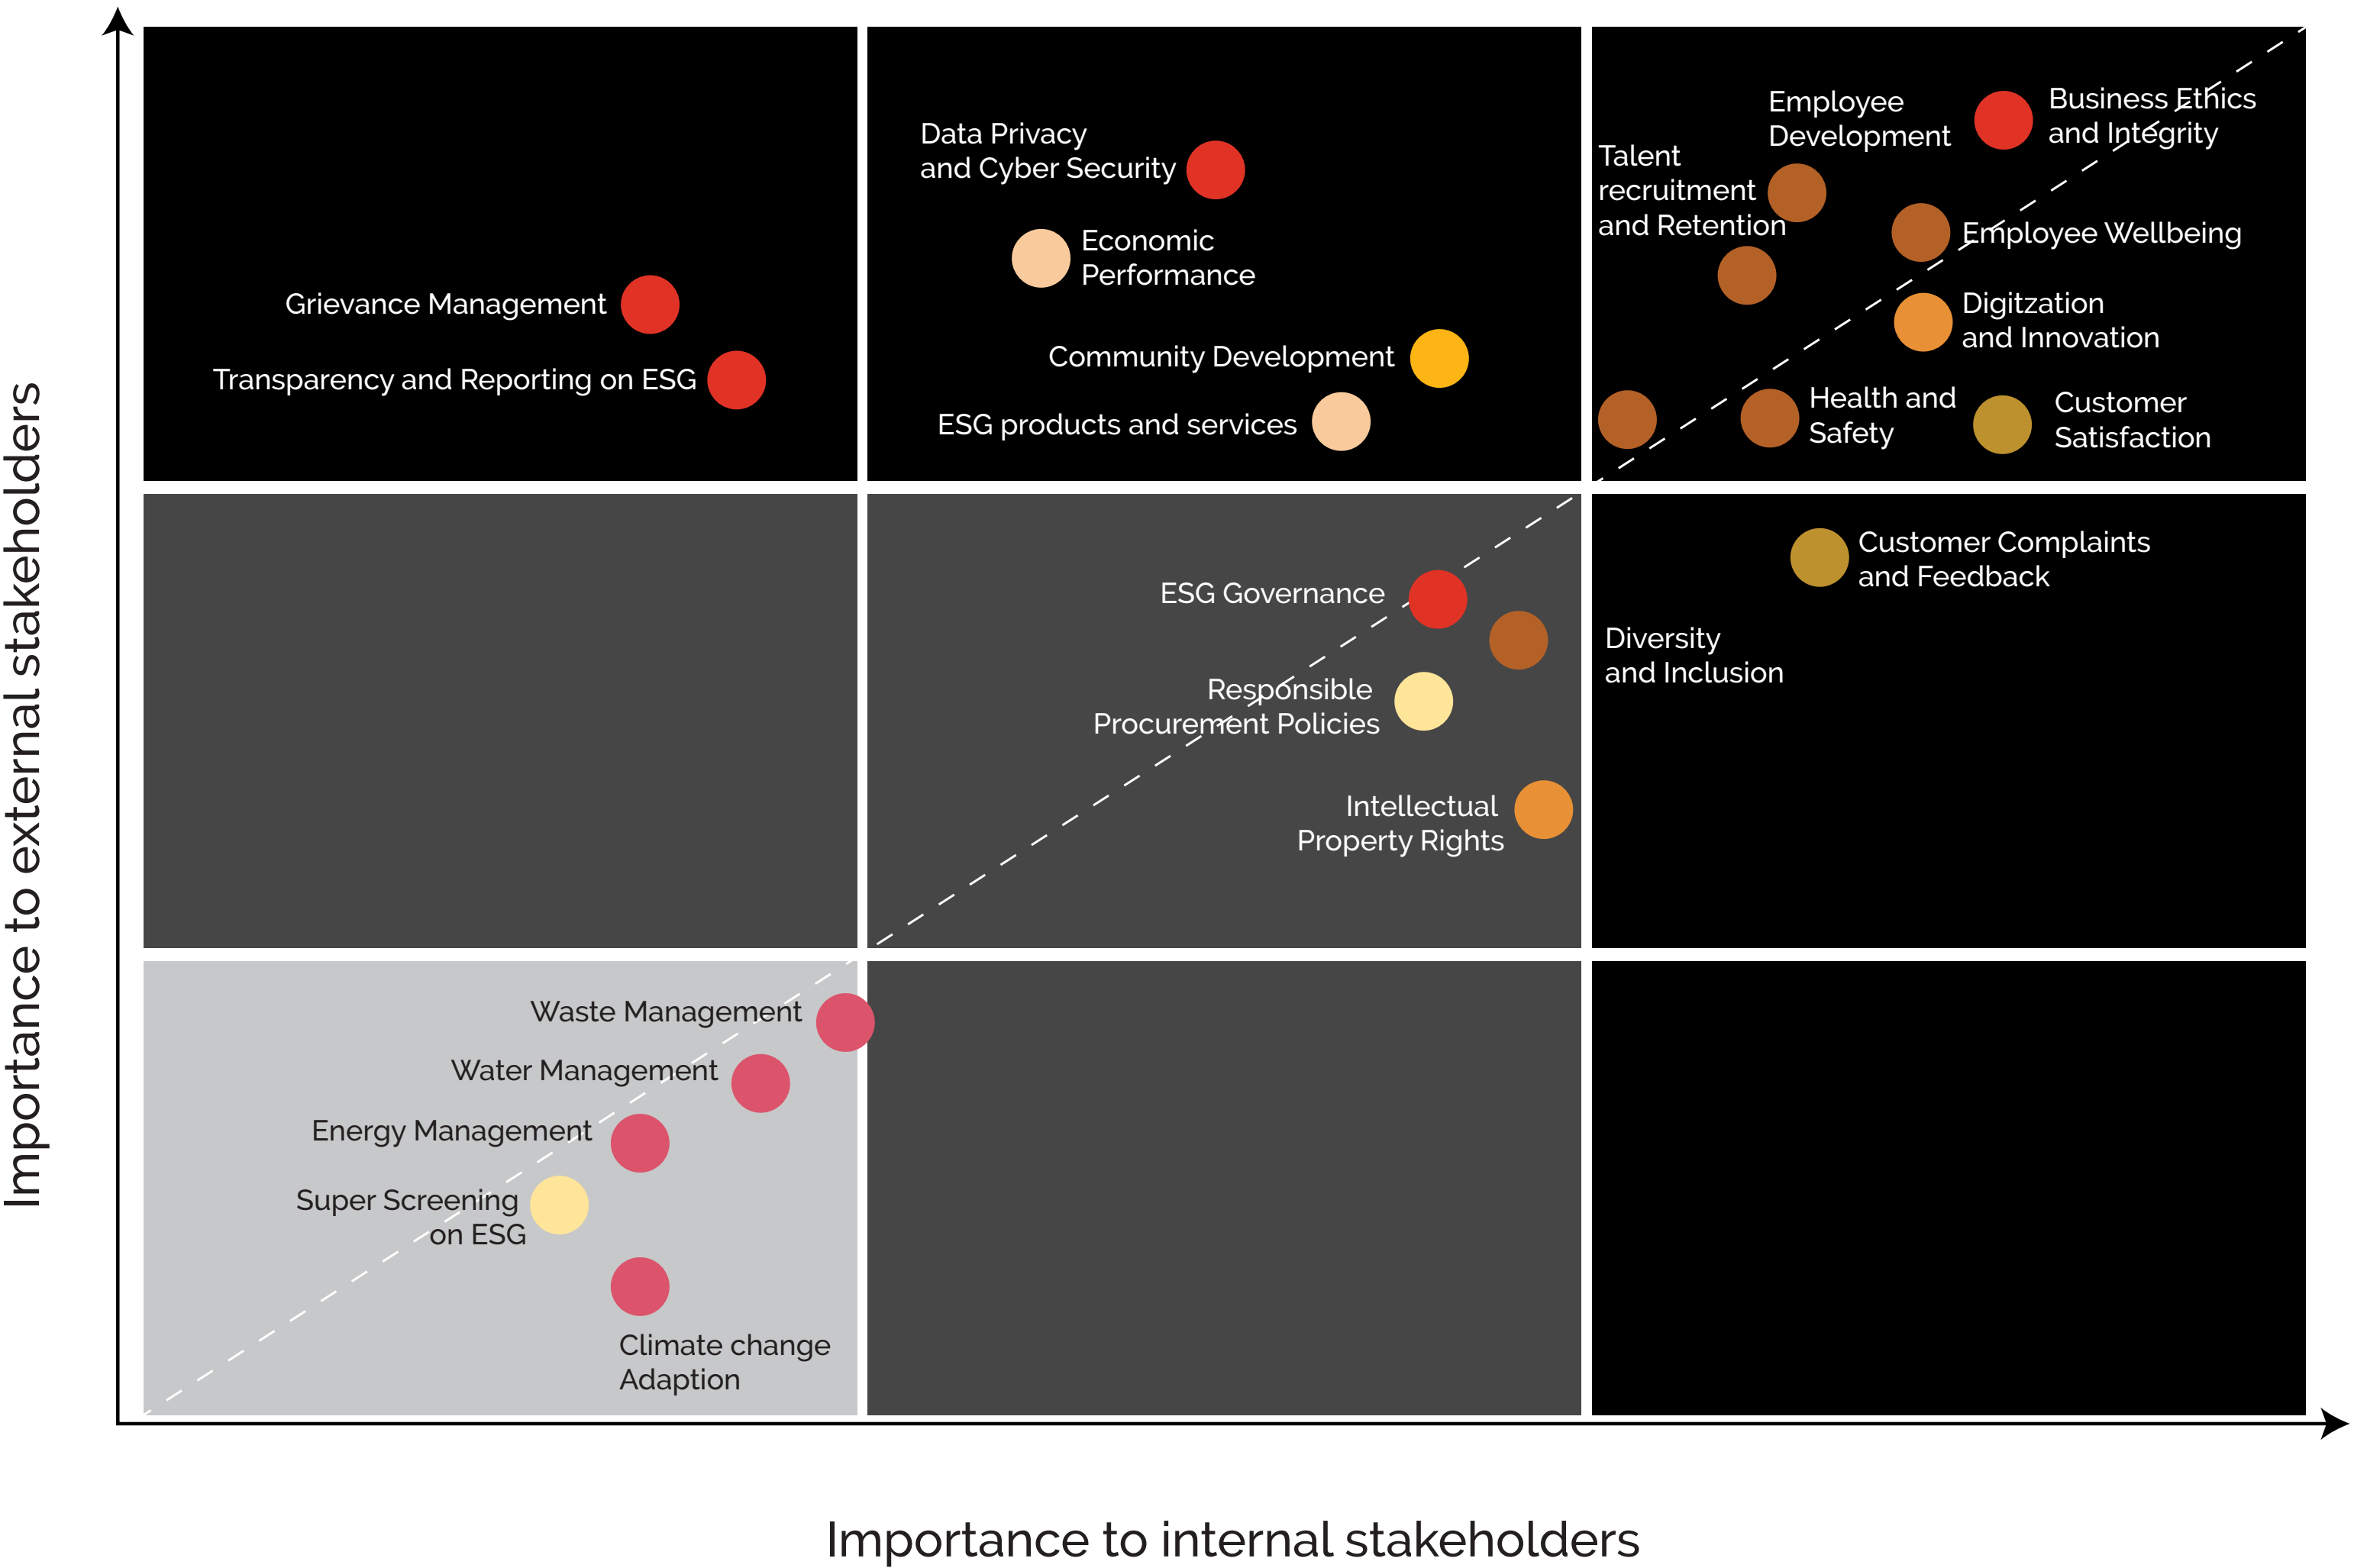 Importance to external stakeholders
Grievance Management
Transparency and Reporting on ESG
Data Privacy
and Cyber Security
Economic
Performance
Community Development
ESG products and services
Talent
recruitment
and Retention
Employee
Development
Business Ethics
and Integrity
Employee Wellbeing
Digitzation
and Innovation
Health and
Safety
Customer
Satisfaction
ESG Governance
Responsible
Procurement Policies
Intellectual
Property Rights
Customer Complaints
and Feedback
Diversity
and Inclusion
Waste Management
Water Management
Energy Management
Super Screening
on ESG
Climate change
Adaption
Importance to internal stakeholders